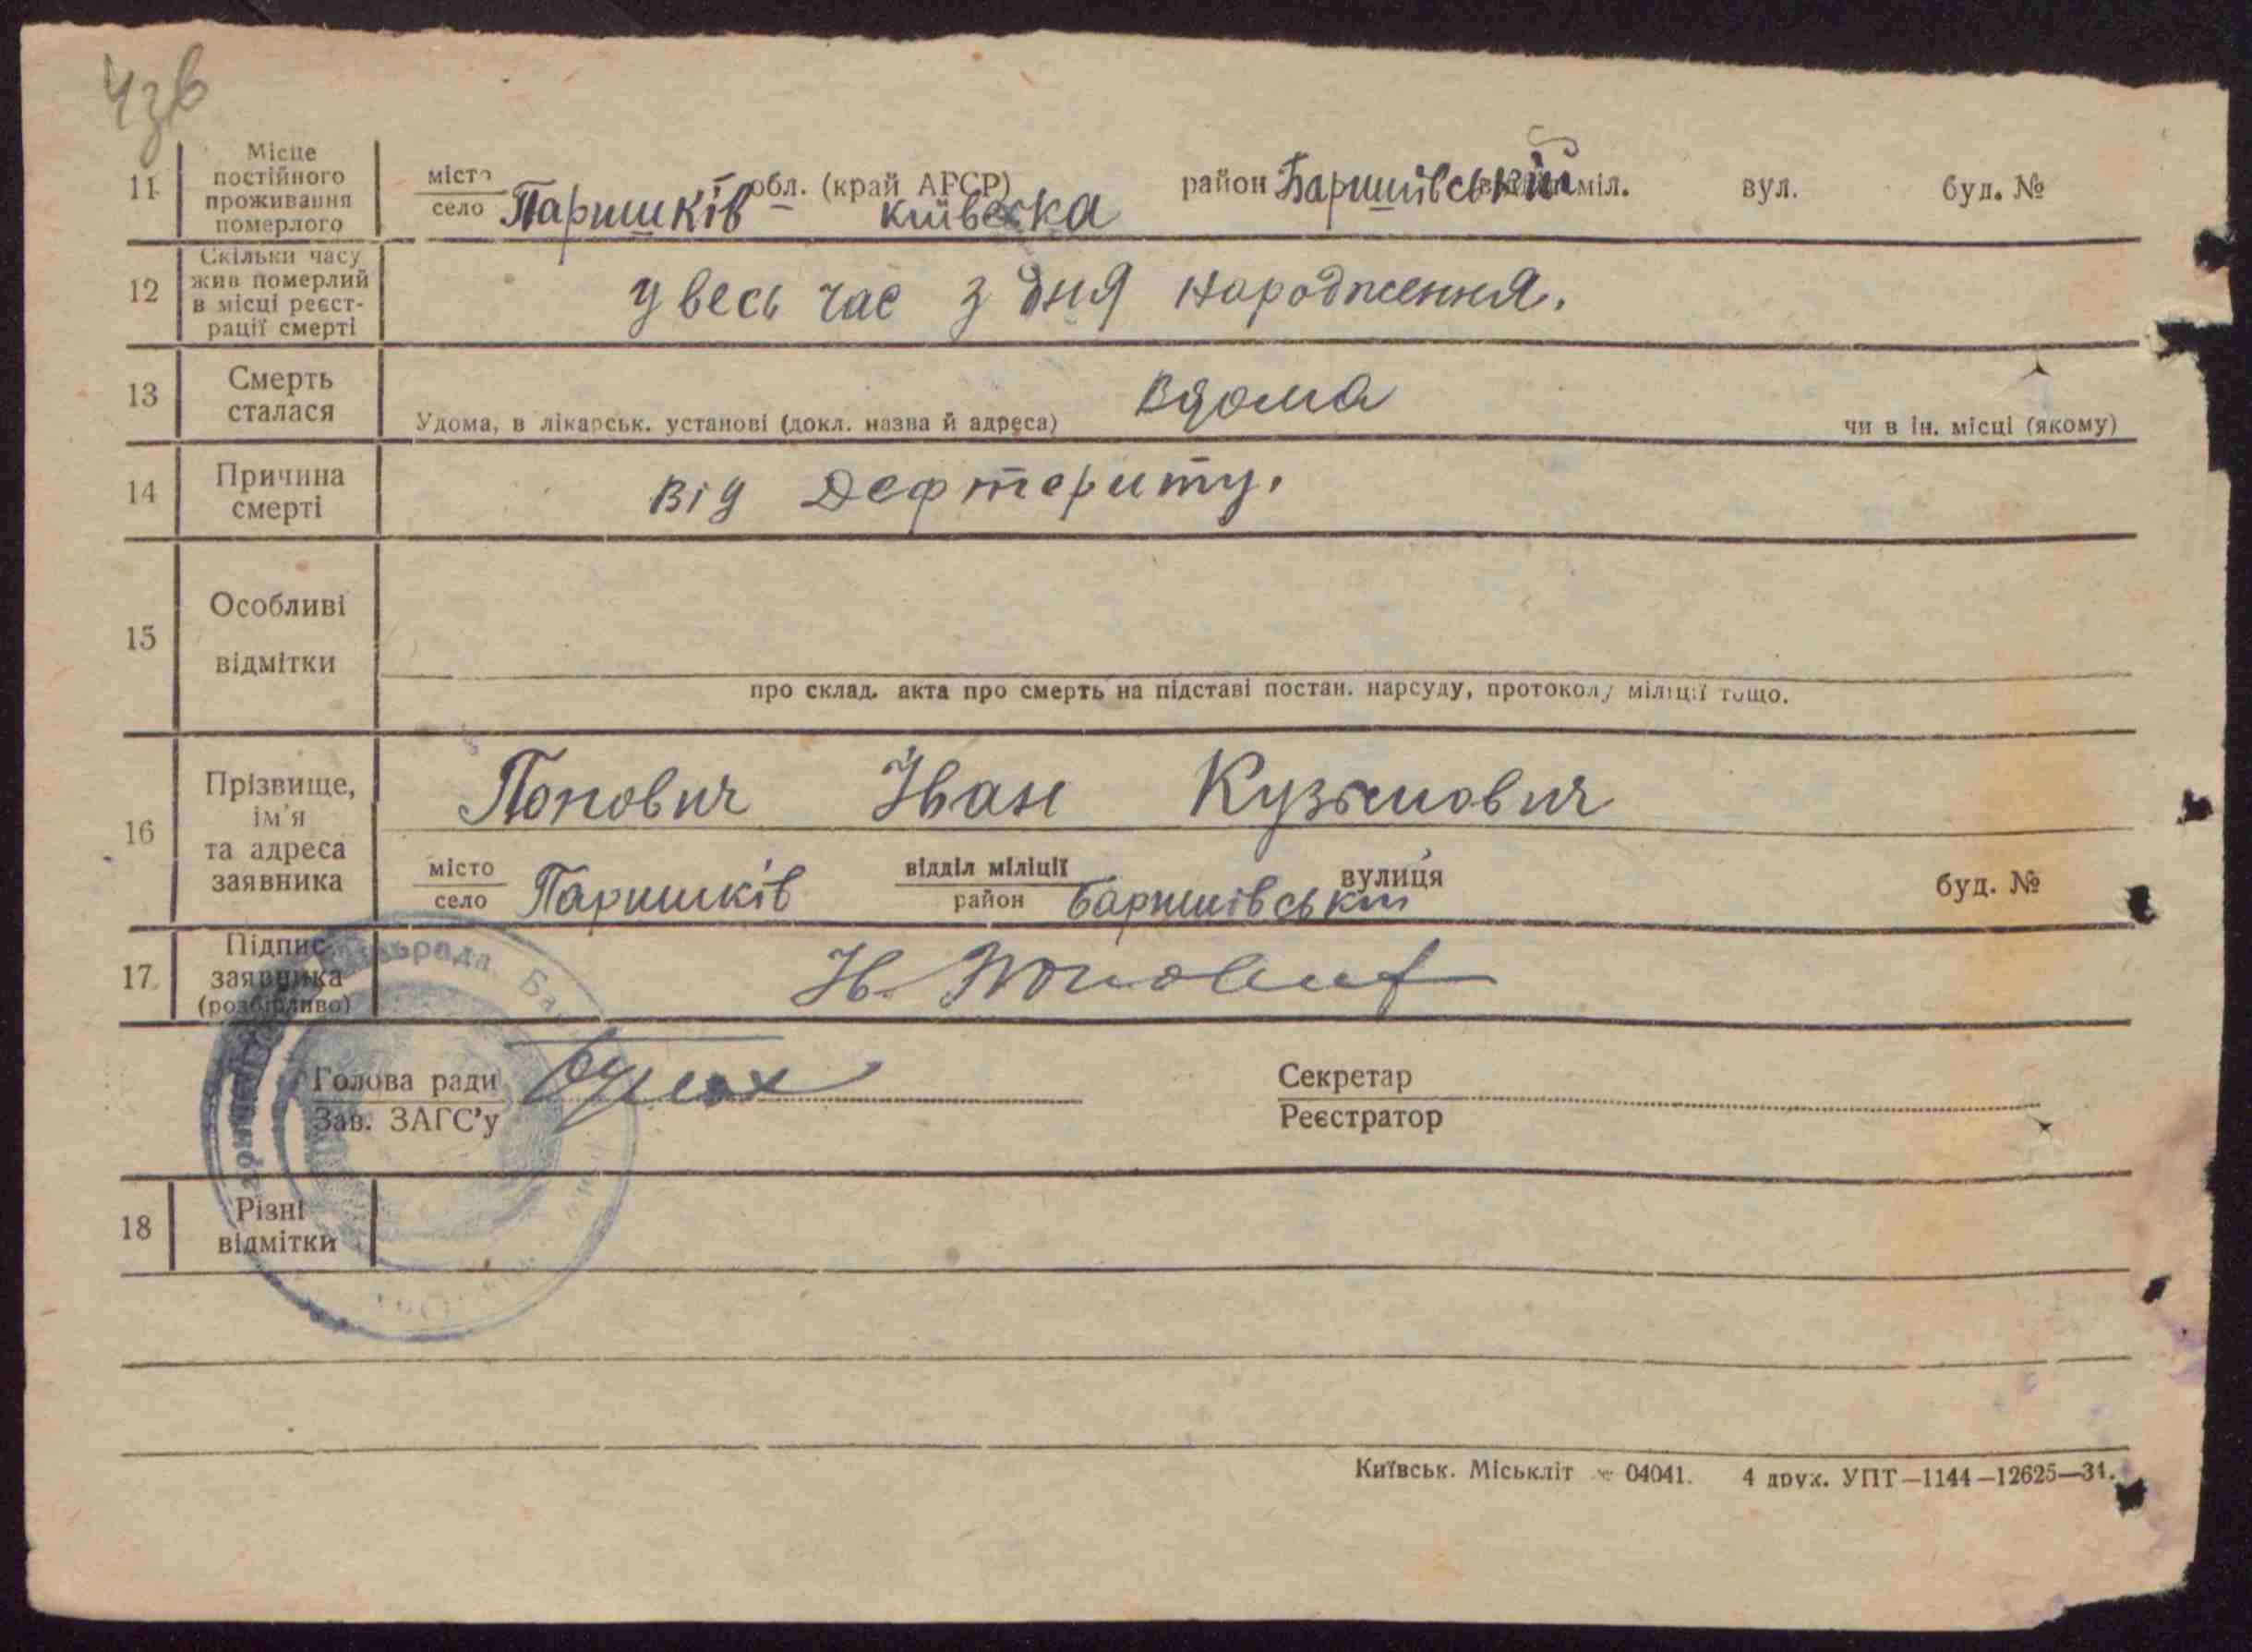 43в
11 Місце постійного проживання померлого місто село Паришків обл. (край АРСР) київська район Баришівський міл. вул. буд. №
12 Скільки часу жив померлий в місці реєстрації смерті увесь час з дня народження.
13 Смерть сталася Удома, в лікарськ. установі (докл. назва й адреса) вдома чи в ін. місці (якому)
14 Причина смерті від Дефтериту.
15 Особливі відмітки
про склад. акта про смерть на підставі постан. нарсуду, протоколу міліції тощо.
16 Прізвище, ім'я та адреса заявника Попович Іван Кузьмович
місто село Паришків відділ міліції район Баришівський вулиця буд. №
17. Підпис заявника (розбірливо) Ив. Попович
Голова ради
Зав. ЗАГС'у
Секретар
Реєстратор
18 Різні відмітки
Київськ. Міськліт № 04041. 4 друк. УПТ—1144—12625—34.